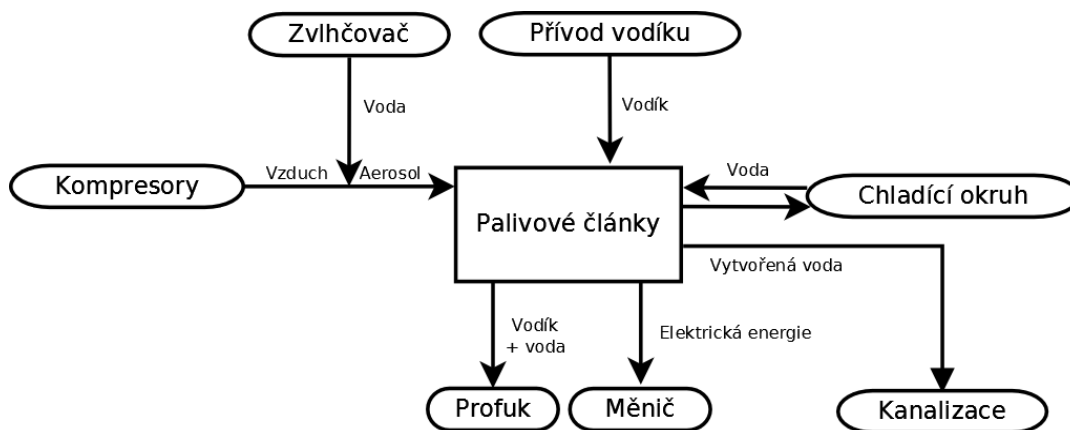 Zvlhčovač
Přívod vodíku
Voda
Vodík
Kompresory
Vzduch
Aerosol
Voda
Chladící okruh
Palivové články
Vytvořená voda
Vodík
+ voda
Elektrická energie
Profuk
Měnič
Kanalizace